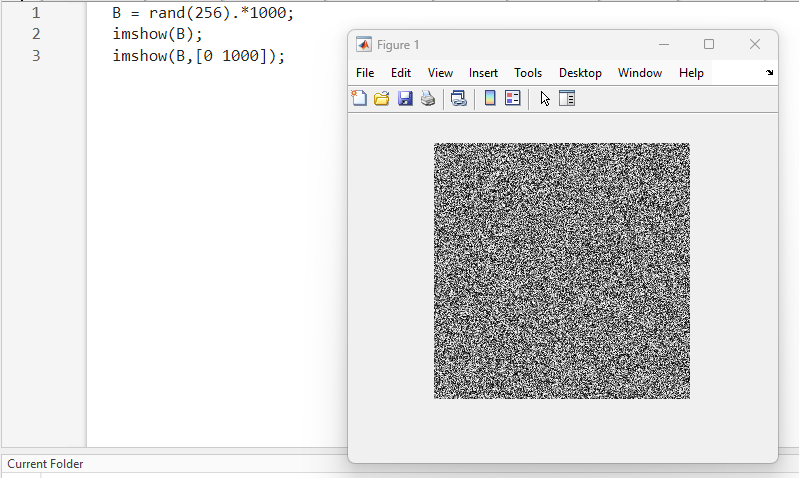 1 B = rand(256).*1000;
2 imshow(B);
3 imshow(B,[0 1000]);
Figure 1
File Edit View Insert Tools Desktop Window Help
Current Folder